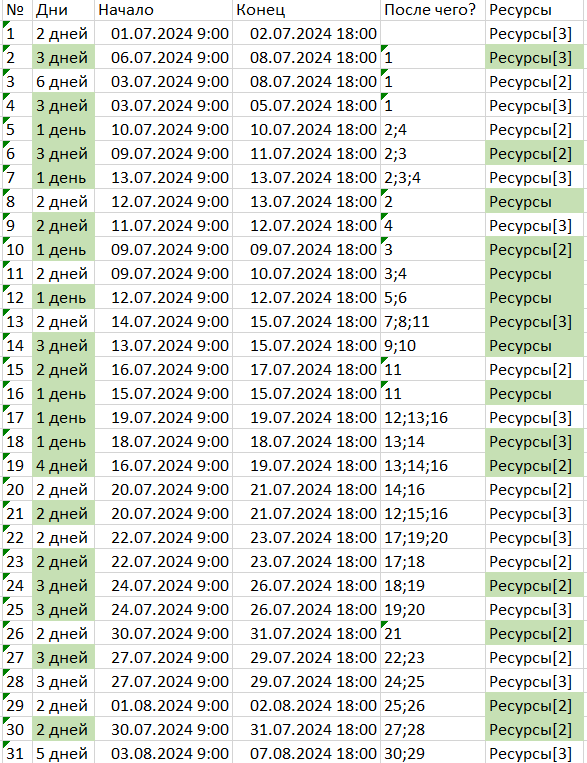 № Дни Начало Конец После чего? Ресурсы
1 2 дней 01.07.2024 9:00 02.07.2024 18:00 Ресурсы[3]
2 3 дней 06.07.2024 9:00 08.07.2024 18:00 1 Ресурсы[3]
3 6 дней 03.07.2024 9:00 08.07.2024 18:00 1 Ресурсы[2]
4 3 дней 03.07.2024 9:00 05.07.2024 18:00 1 Ресурсы[3]
5 1 день 10.07.2024 9:00 10.07.2024 18:00 2;4 Ресурсы[2]
6 3 дней 09.07.2024 9:00 11.07.2024 18:00 2;3 Ресурсы[2]
7 1 день 13.07.2024 9:00 13.07.2024 18:00 2;3;4 Ресурсы[3]
8 2 дней 12.07.2024 9:00 13.07.2024 18:00 2 Ресурсы
9 2 дней 11.07.2024 9:00 12.07.2024 18:00 4 Ресурсы[3]
10 1 день 09.07.2024 9:00 09.07.2024 18:00 3 Ресурсы[2]
11 2 дней 09.07.2024 9:00 10.07.2024 18:00 3;4 Ресурсы
12 1 день 12.07.2024 9:00 12.07.2024 18:00 5;6 Ресурсы
13 2 дней 14.07.2024 9:00 15.07.2024 18:00 7;8;11 Ресурсы[3]
14 3 дней 13.07.2024 9:00 15.07.2024 18:00 9;10 Ресурсы
15 2 дней 16.07.2024 9:00 17.07.2024 18:00 11 Ресурсы[2]
16 1 день 15.07.2024 9:00 15.07.2024 18:00 11 Ресурсы
17 1 день 19.07.2024 9:00 19.07.2024 18:00 12;13;16 Ресурсы[3]
18 1 день 18.07.2024 9:00 18.07.2024 18:00 13;14 Ресурсы[3]
19 4 дней 16.07.2024 9:00 19.07.2024 18:00 13;14;16 Ресурсы[2]
20 2 дней 20.07.2024 9:00 21.07.2024 18:00 14;16 Ресурсы[2]
21 2 дней 20.07.2024 9:00 21.07.2024 18:00 12;15;16 Ресурсы[3]
22 2 дней 22.07.2024 9:00 23.07.2024 18:00 17;19;20 Ресурсы[3]
23 2 дней 22.07.2024 9:00 23.07.2024 18:00 17;18 Ресурсы[2]
24 3 дней 24.07.2024 9:00 26.07.2024 18:00 18;19 Ресурсы[2]
25 3 дней 24.07.2024 9:00 26.07.2024 18:00 19;20 Ресурсы[3]
26 2 дней 30.07.2024 9:00 31.07.2024 18:00 21 Ресурсы[2]
27 3 дней 27.07.2024 9:00 29.07.2024 18:00 22;23 Ресурсы[2]
28 3 дней 27.07.2024 9:00 29.07.2024 18:00 24;25 Ресурсы[3]
29 2 дней 01.08.2024 9:00 02.08.2024 18:00 25;26 Ресурсы[2]
30 2 дней 30.07.2024 9:00 31.07.2024 18:00 27;28 Ресурсы[2]
31 5 дней 03.08.2024 9:00 07.08.2024 18:00 30;29 Ресурсы[3]